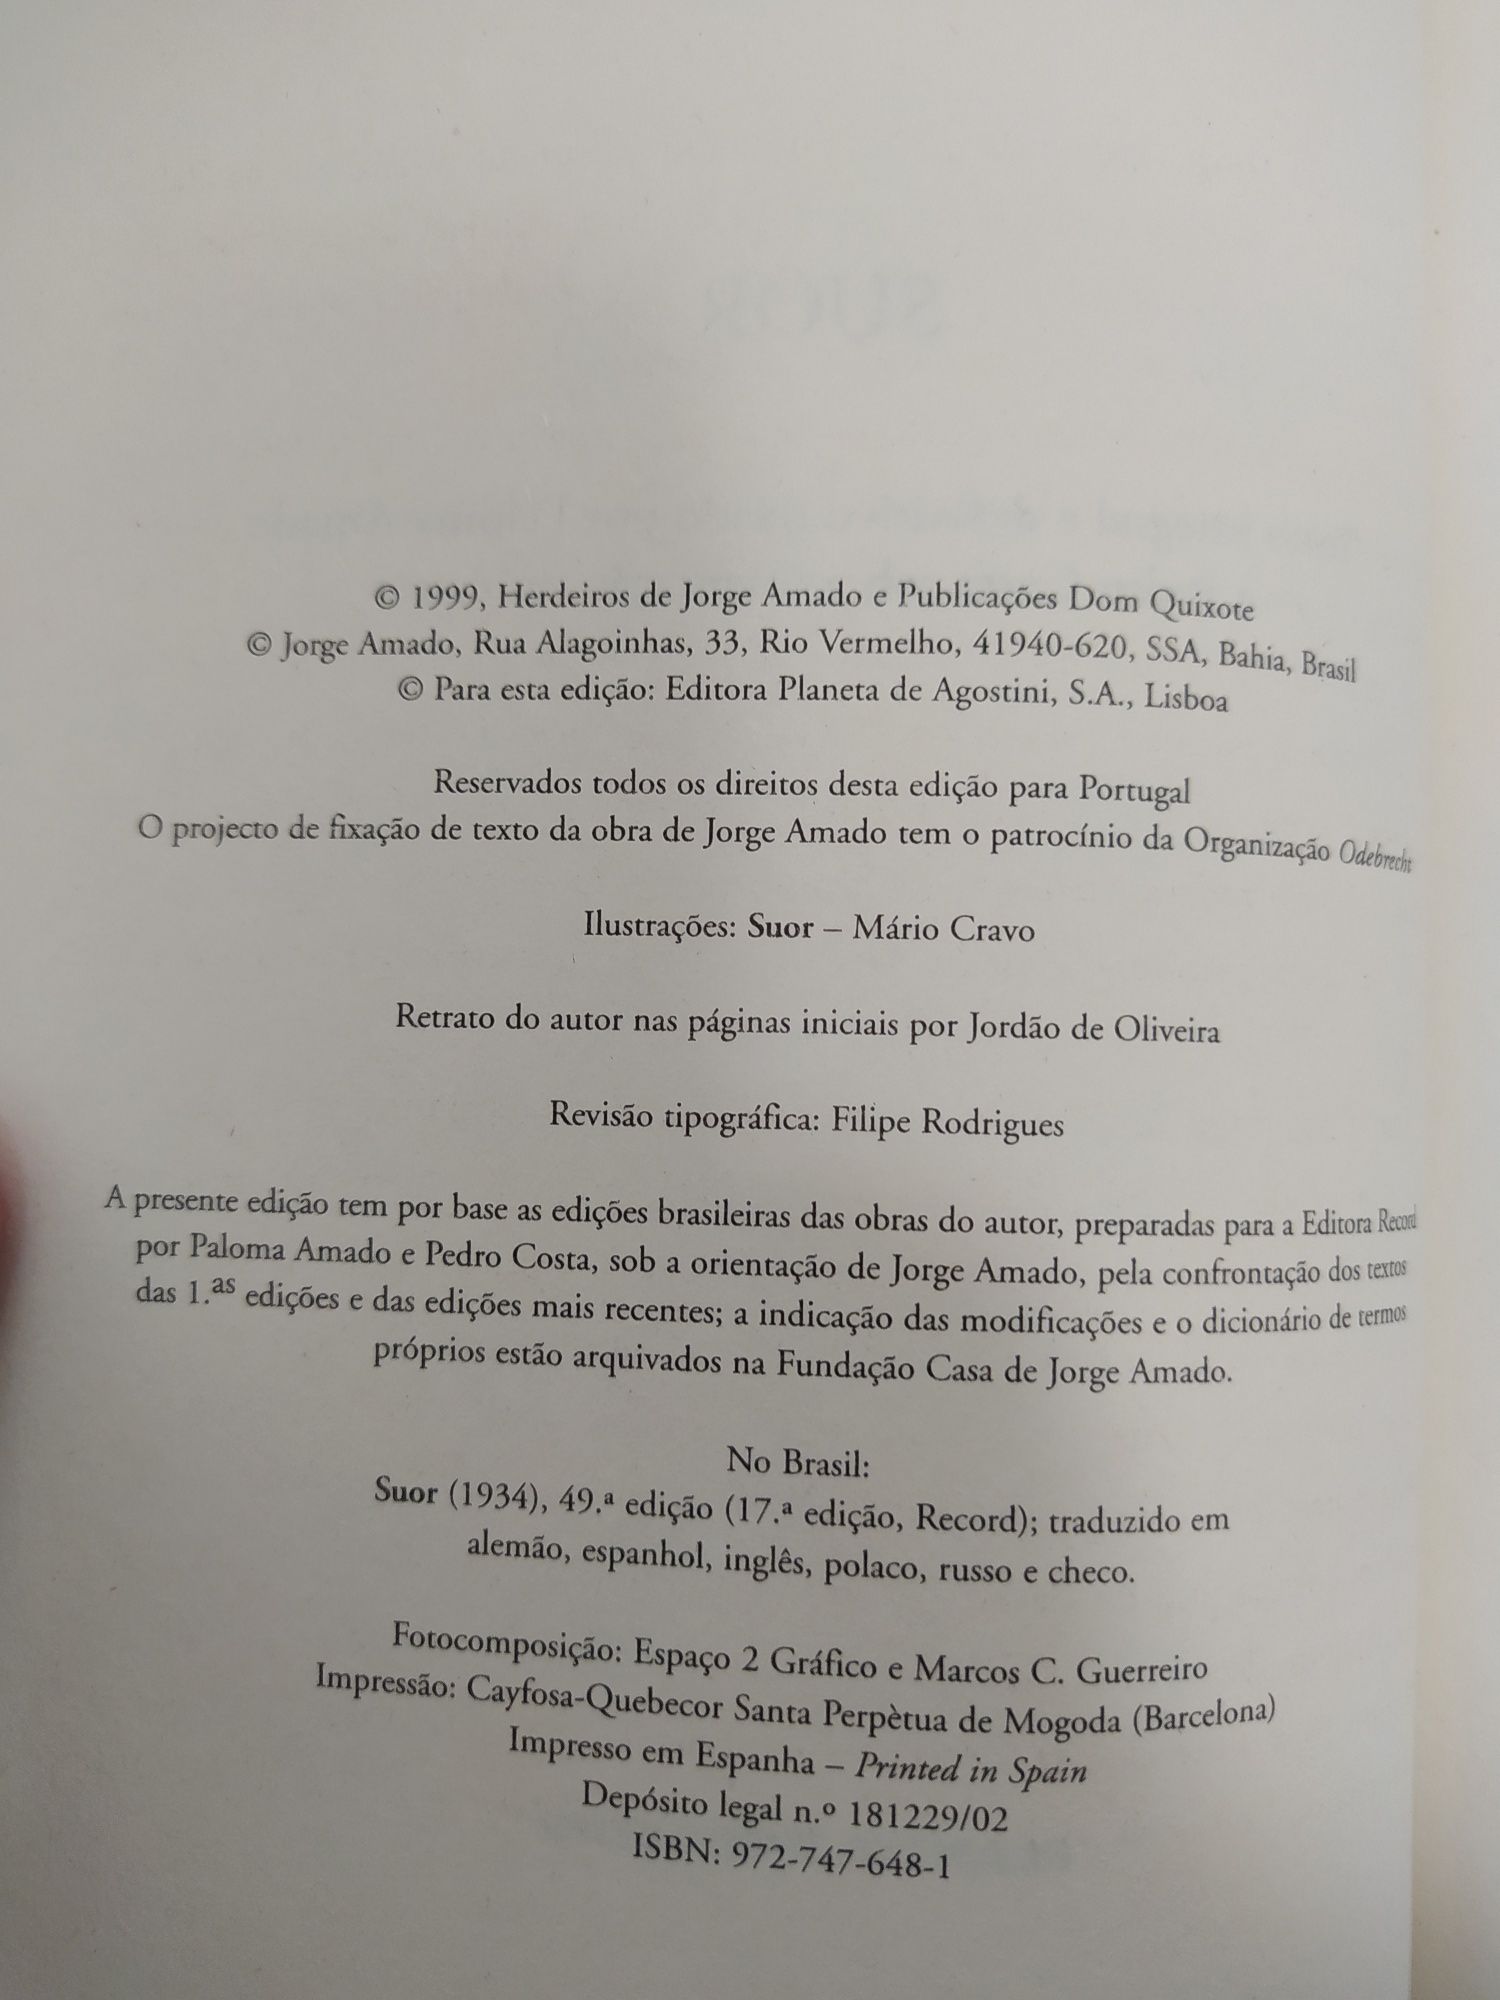 © 1999, Herdeiros de Jorge Amado e Publicações Dom Quixote
© Jorge Amado, Rua Alagoinhas, 33, Rio Vermelho, 41940-620, SSA, Bahia, Brasil
© Para esta edição: Editora Planeta de Agostini, S.A., Lisboa
Reservados todos os direitos desta edição para Portugal
O projecto de fixação de texto da obra de Jorge Amado tem o patrocínio da Organização Odebrecht
Ilustrações: Suor – Mário Cravo
Retrato do autor nas páginas iniciais por Jordão de Oliveira
Revisão tipográfica: Filipe Rodrigues
A presente edição tem por base as edições brasileiras das obras do autor, preparadas para a Editora Record
por Paloma Amado e Pedro Costa, sob a orientação de Jorge Amado, pela confrontação dos textos
das 1.as edições e das edições mais recentes; a indicação das modificações e o dicionário de termos
próprios estão arquivados na Fundação Casa de Jorge Amado.
No Brasil:
Suor (1934), 49.ª edição (17.ª edição, Record); traduzido em
alemão, espanhol, inglês, polaco, russo e checo.
Fotocomposição: Espaço 2 Gráfico e Marcos C. Guerreiro
Impressão: Cayfosa-Quebecor Santa Perpètua de Mogoda (Barcelona)
Impresso em Espanha – Printed in Spain
Depósito legal n.º 181229/02
ISBN: 972-747-648-1